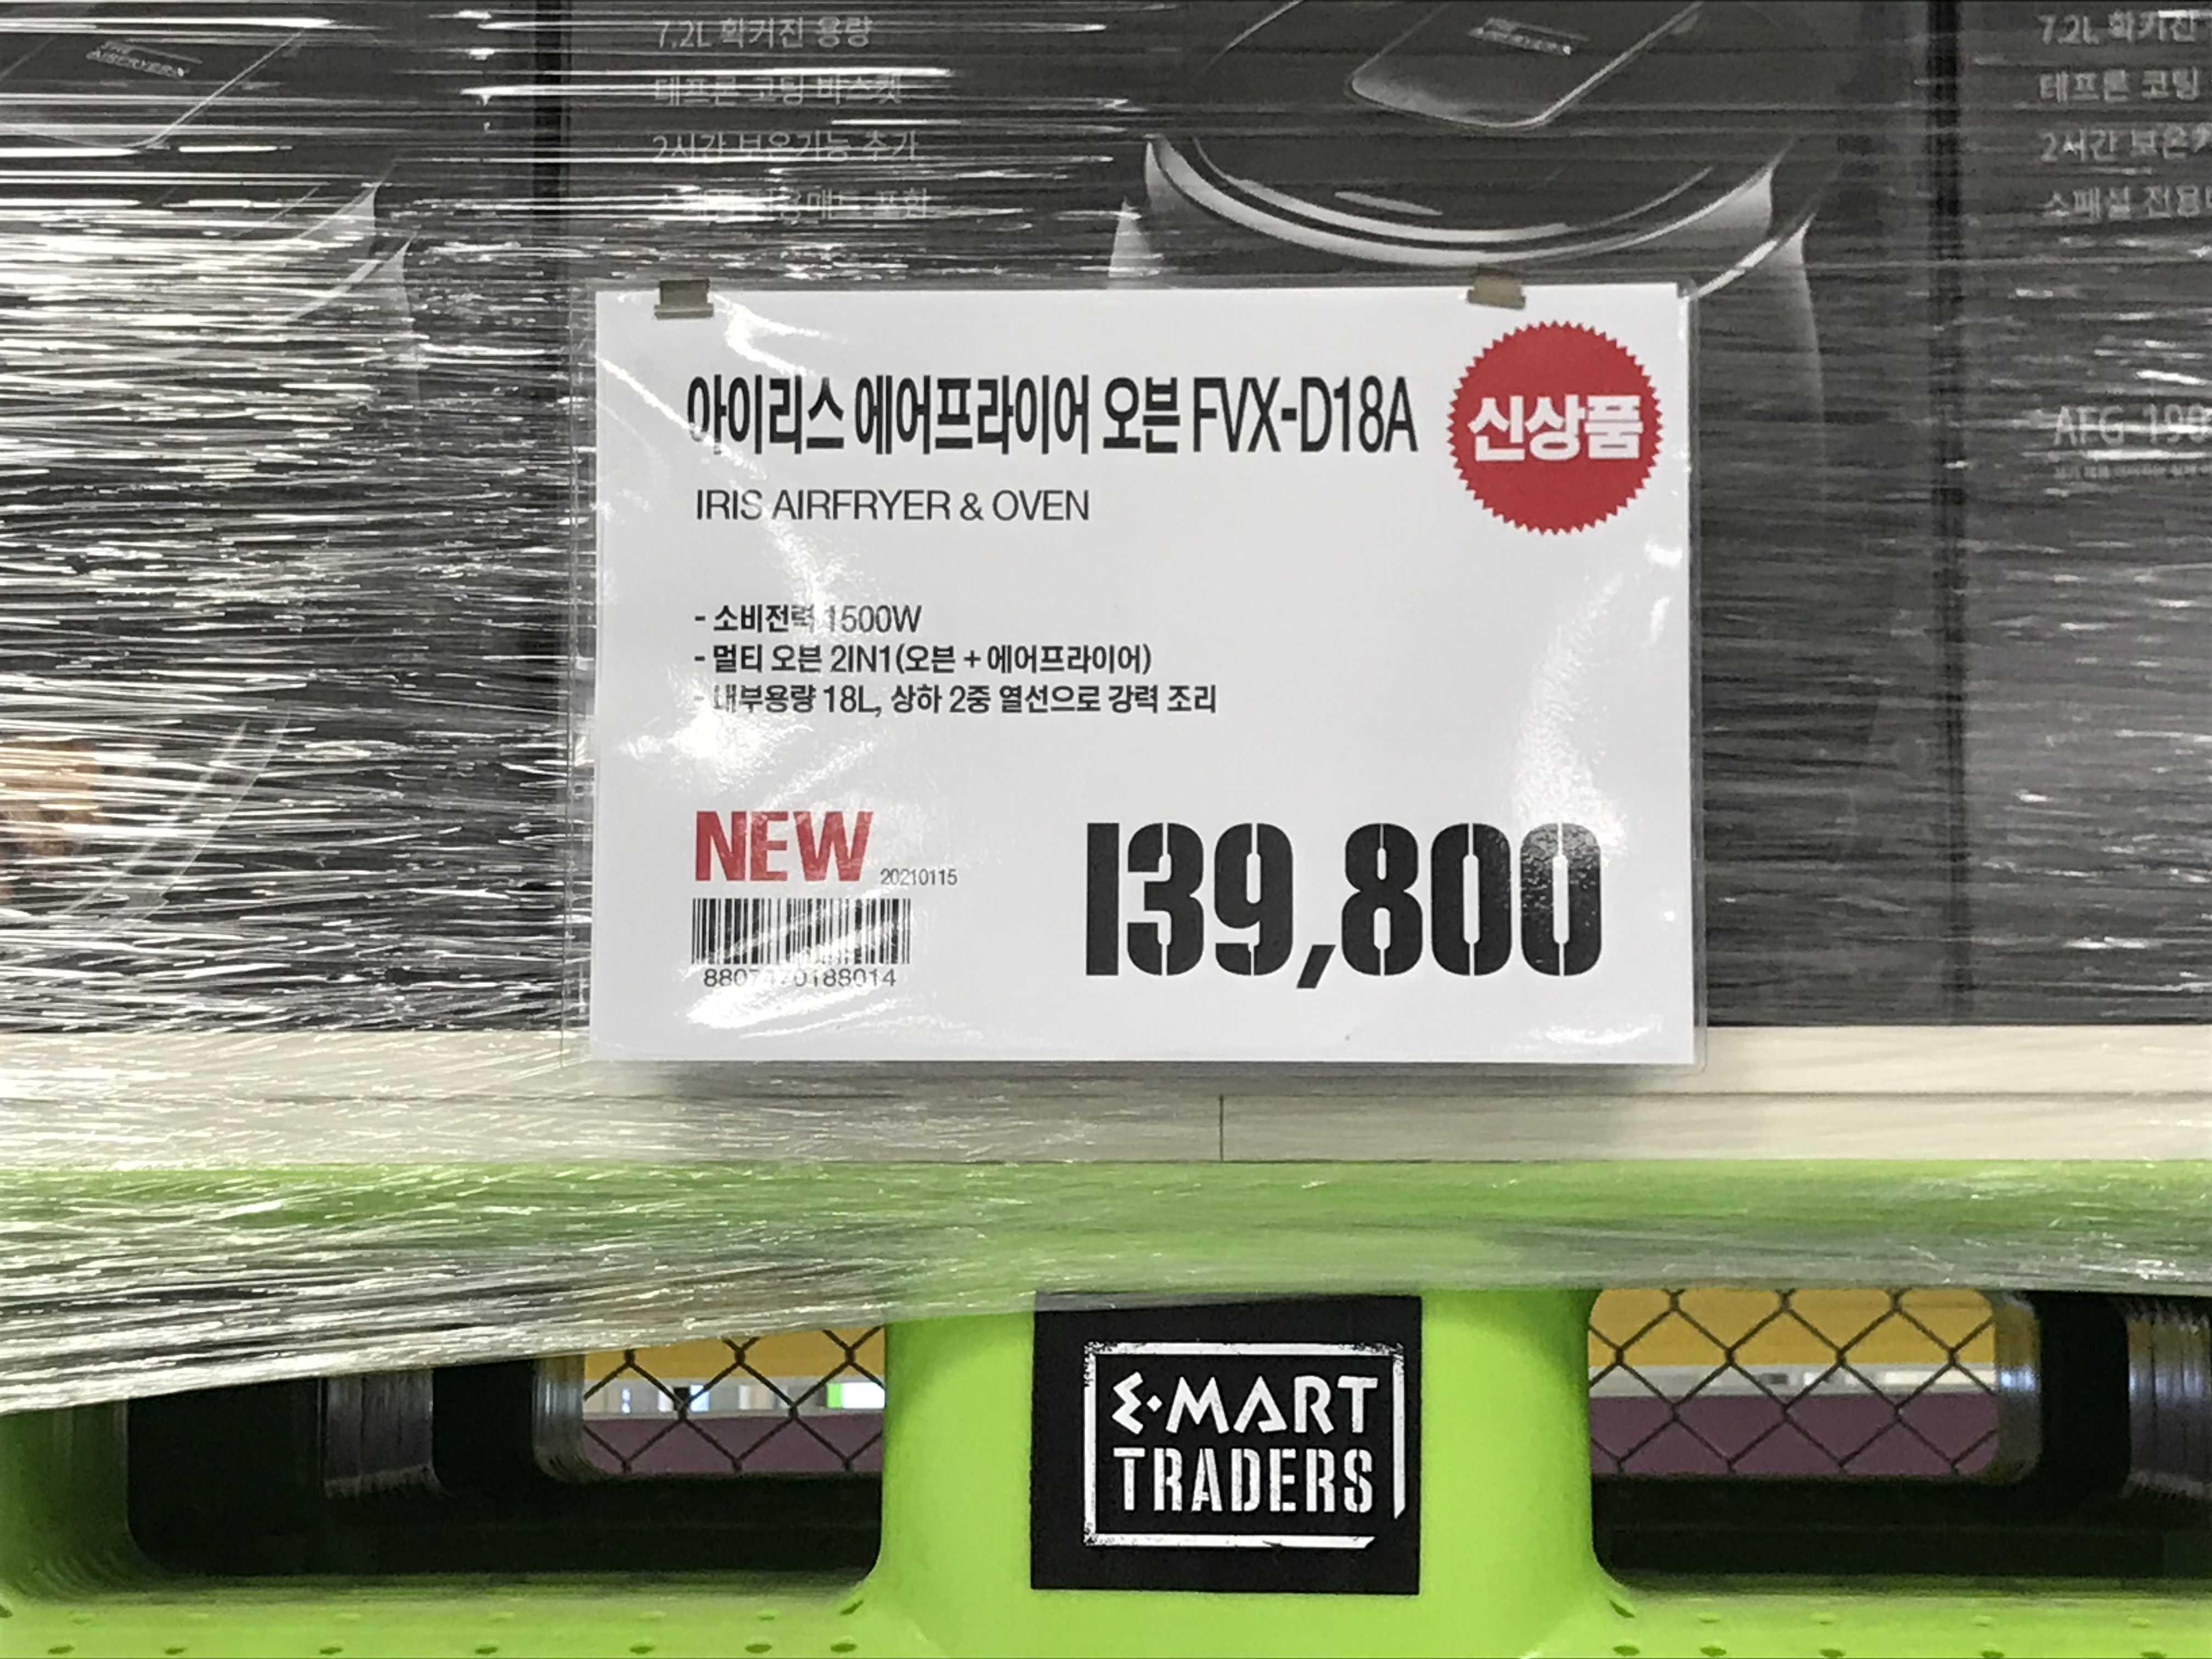 7.2L 확커진 용량
테프론 코팅 바스켓
2시간 보온기능 추가
7.2L 확커진
테프론 코팅
2시간 보온
소패셜 전용
아이리스 에어프라이어 오븐 FVX-D18A
신상품
IRIS AIRFRYER & OVEN
- 소비전력 1500W
- 멀티 오븐 2IN1(오븐 + 에어프라이어)
- 내부용량 18L, 상하 2중 열선으로 강력 조리
NEW
20210115
139,800
8807470188014
E·MART
TRADERS